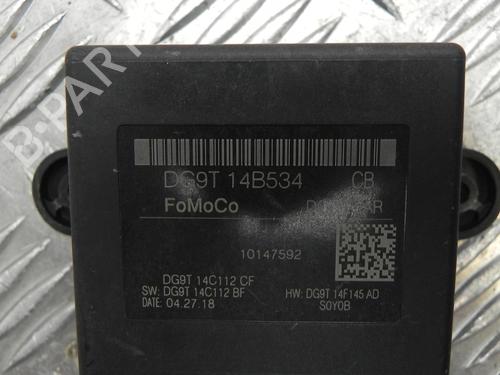 B-PART
DG9T 14B534 CB
FoMoCo
10147592
DG9T 14C112 CF
SW: DG9T 14C112 BF HW: DG9T 14F145 AD
DATE: 04.27.18 S0Y0B